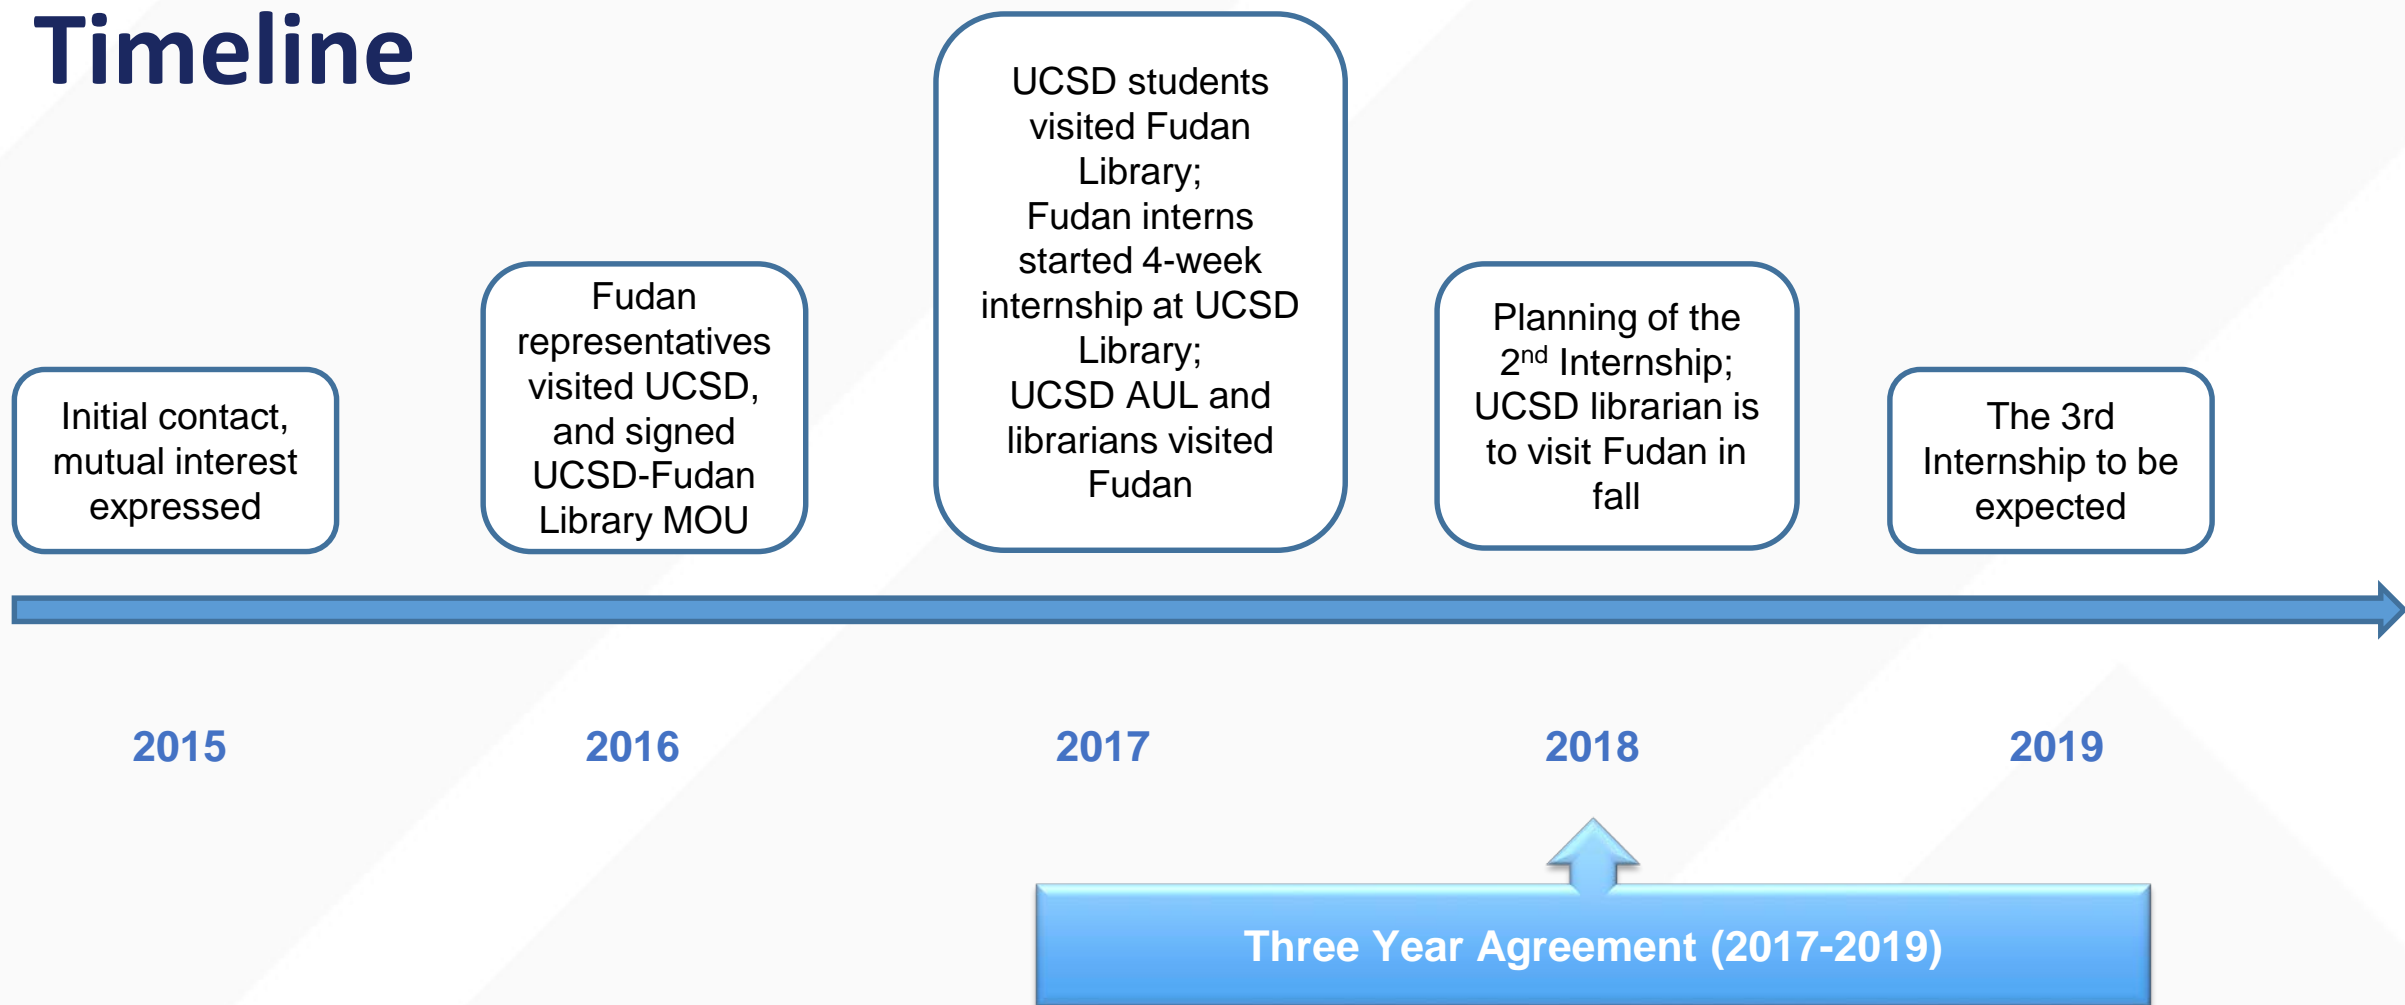 Timeline
Initial contact,
mutual interest
expressed
Fudan
representatives
visited UCSD,
and signed
UCSD-Fudan
Library MOU
UCSD students
visited Fudan
Library;
Fudan interns
started 4-week
internship at UCSD
Library;
UCSD AUL and
librarians visited
Fudan
Planning of the
2nd Internship;
UCSD librarian is
to visit Fudan in
fall
The 3rd
Internship to be
expected
2015
2016
2017
2018
2019
Three Year Agreement (2017-2019)